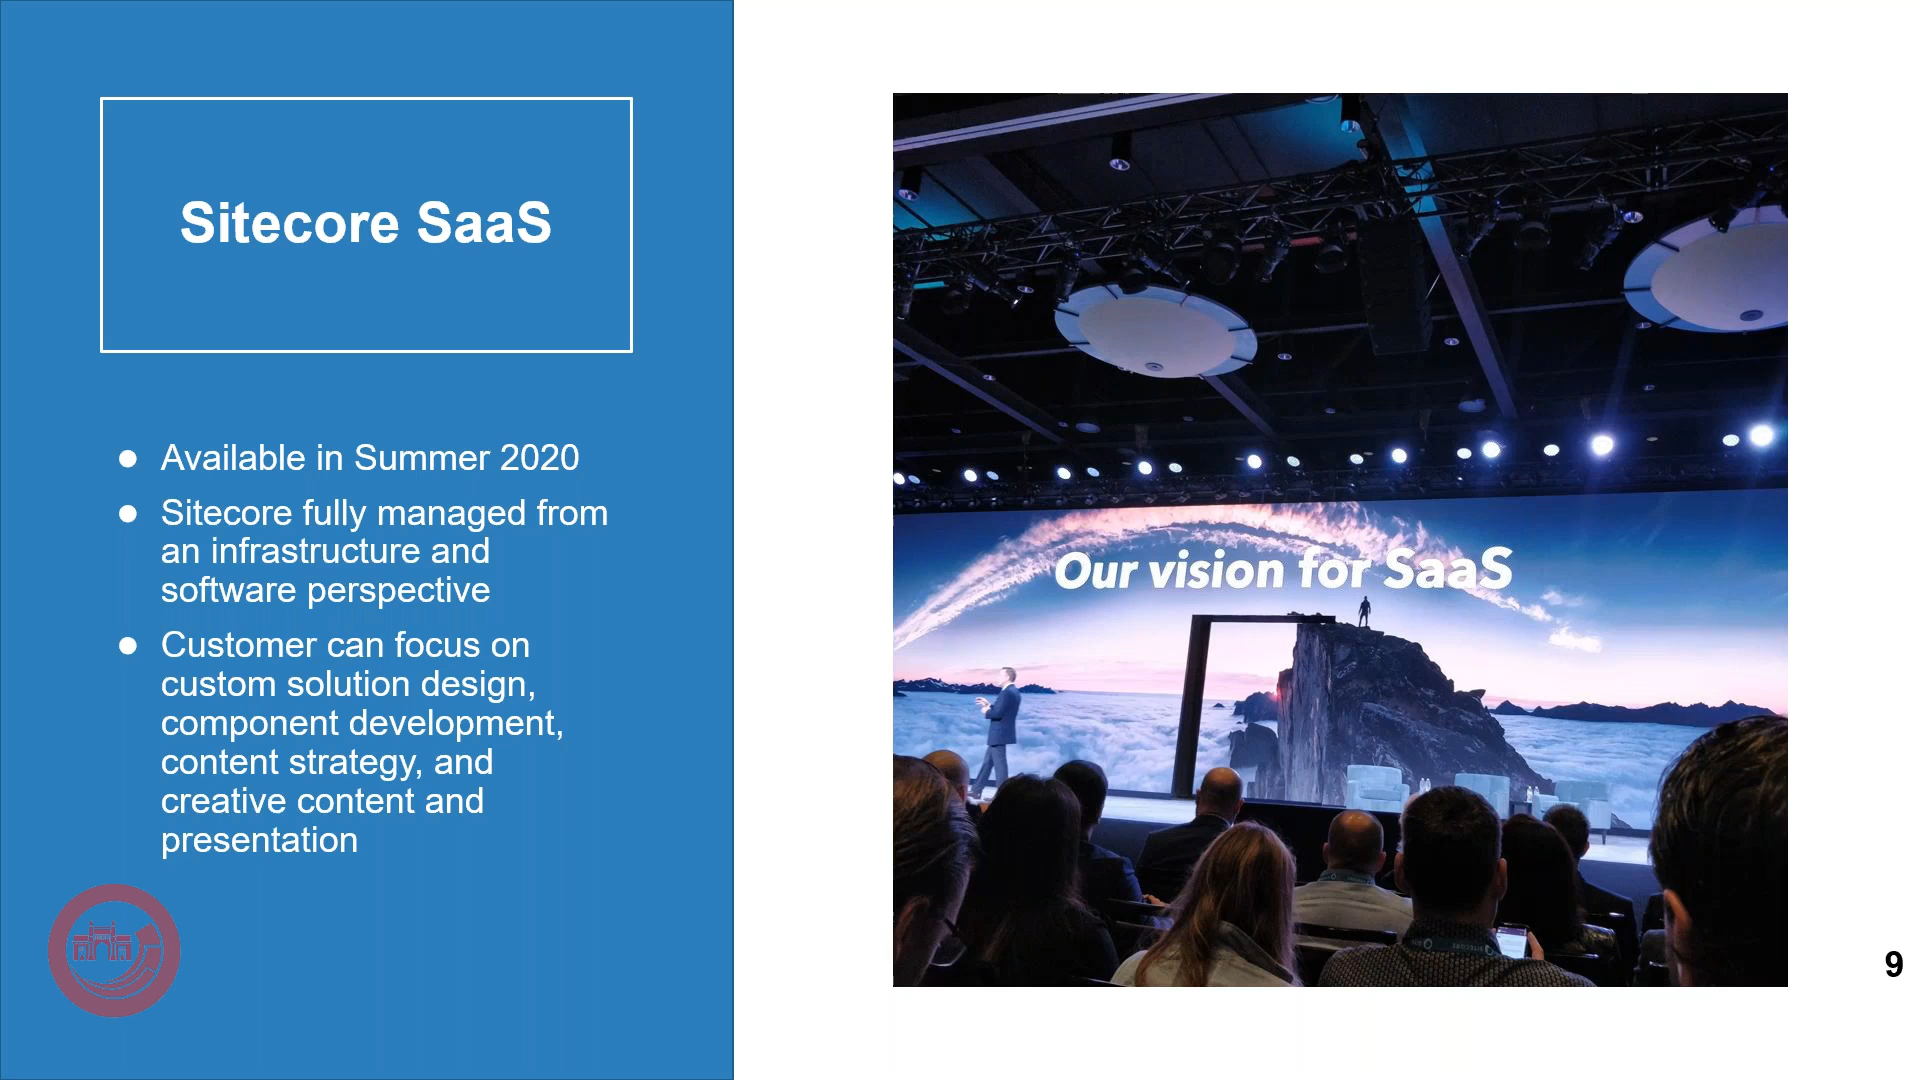 Sitecore SaaS
● Available in Summer 2020
● Sitecore fully managed from
an infrastructure and
software perspective
● Customer can focus on
custom solution design,
component development,
content strategy, and
creative content and
presentation
Our vision for SaaS
SITECORE
9